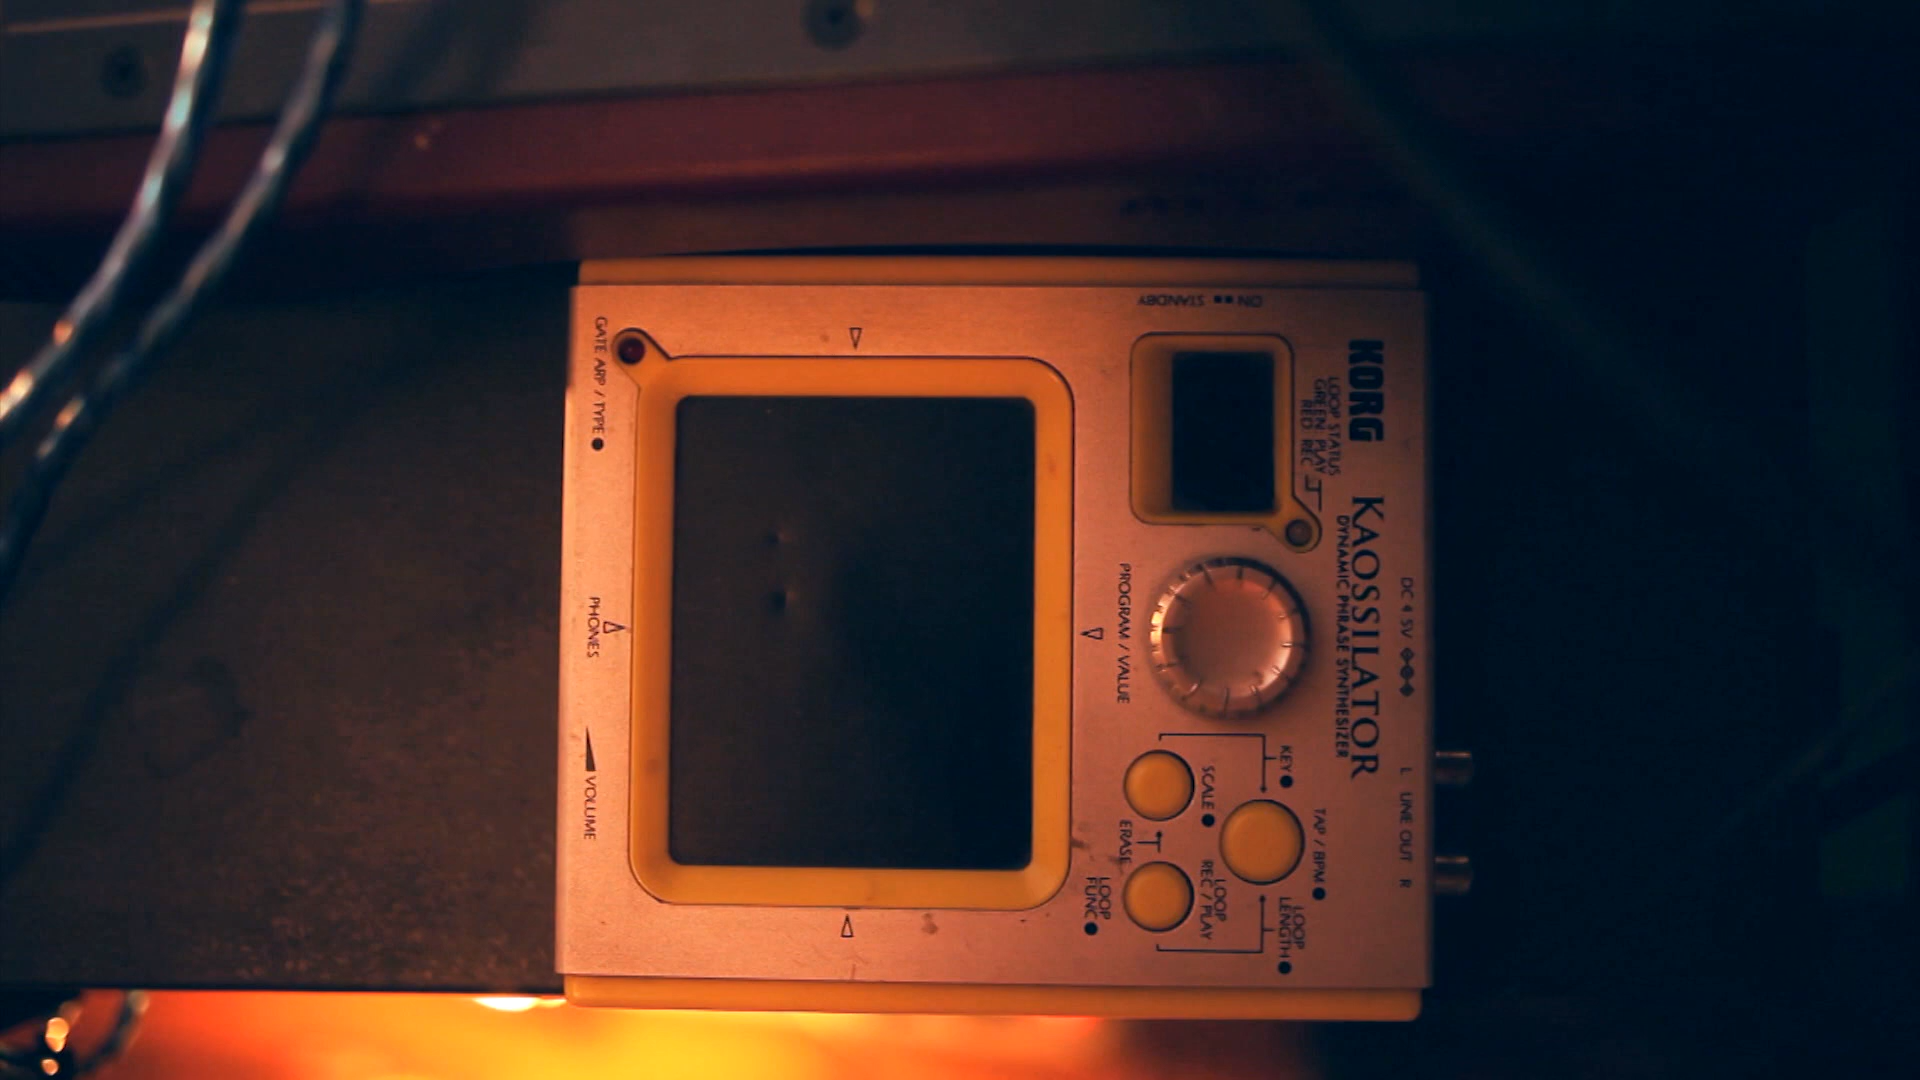 KORG KAOSSILATOR
DYNAMIC PHRASE SYNTHESIZER
LOOP STATUS
GREEN PLAY
RED REC
ON STANDBY
DC 4.5V
L LINE OUT R
PROGRAM / VALUE
KEY
SCALE
TAP / BPM
ERASE
LOOP
REC / PLAY
LOOP
LENGTH
LOOP
FUNC
GATE ARP / TYPE
PHONES
VOLUME